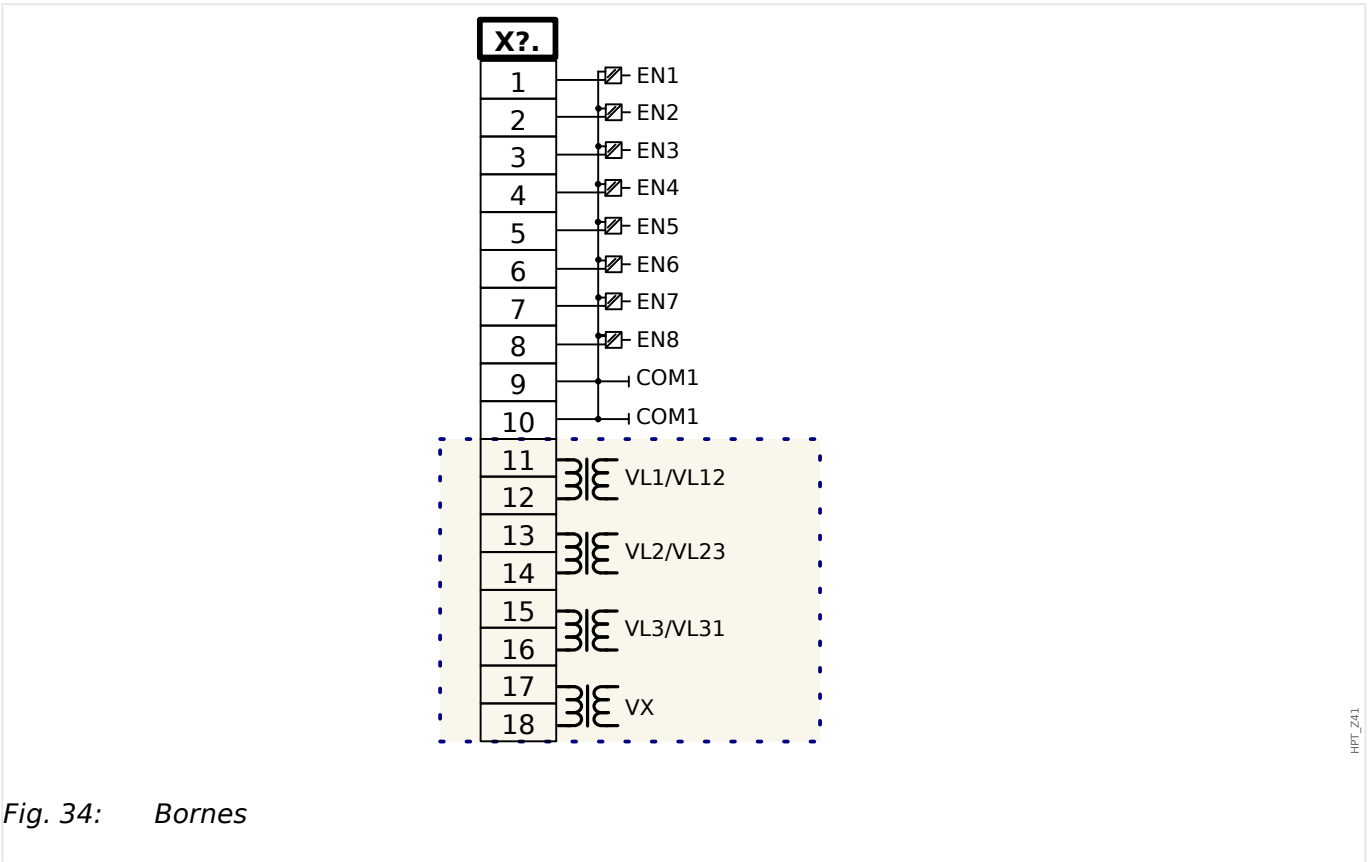 X?.
1 EN1
2 EN2
3 EN3
4 EN4
5 EN5
6 EN6
7 EN7
8 EN8
9 COM1
10 COM1
11
VL1/VL12
12
13
VL2/VL23
14
15
VL3/VL31
16
17
VX
18
HPT_Z41
Fig. 34: Bornes